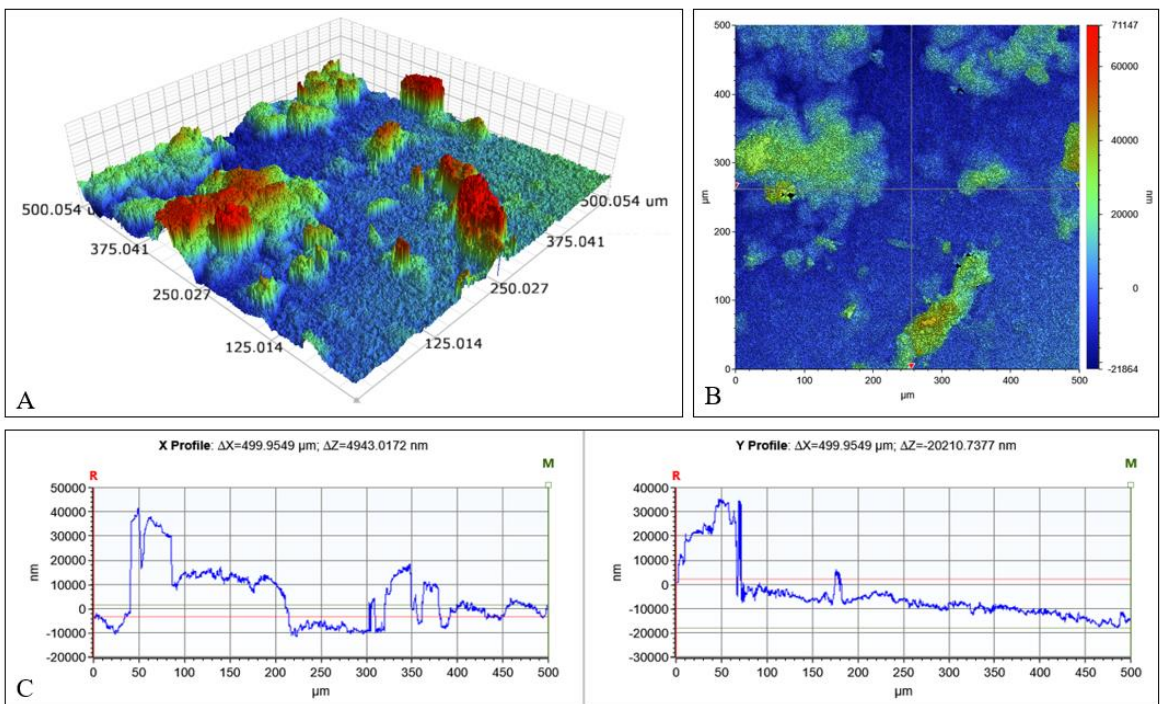 500.054 u
375.041
250.027
125.014
500.054 um
375.041
250.027
125.014
A
B
500
400
300
200
100
0
µm
0 100 200 300 400 500
µm
71147
60000
40000
20000
0
-21864
nm
X Profile: ΔX=499.9549 µm; ΔZ=4943.0172 nm
R M
50000
40000
30000
20000
10000
0
-10000
-20000
nm
0 50 100 150 200 250 300 350 400 450 500
µm
C
Y Profile: ΔX=499.9549 µm; ΔZ=-20210.7377 nm
R M
40000
30000
20000
10000
0
-10000
-20000
-30000
nm
0 50 100 150 200 250 300 350 400 450 500
µm